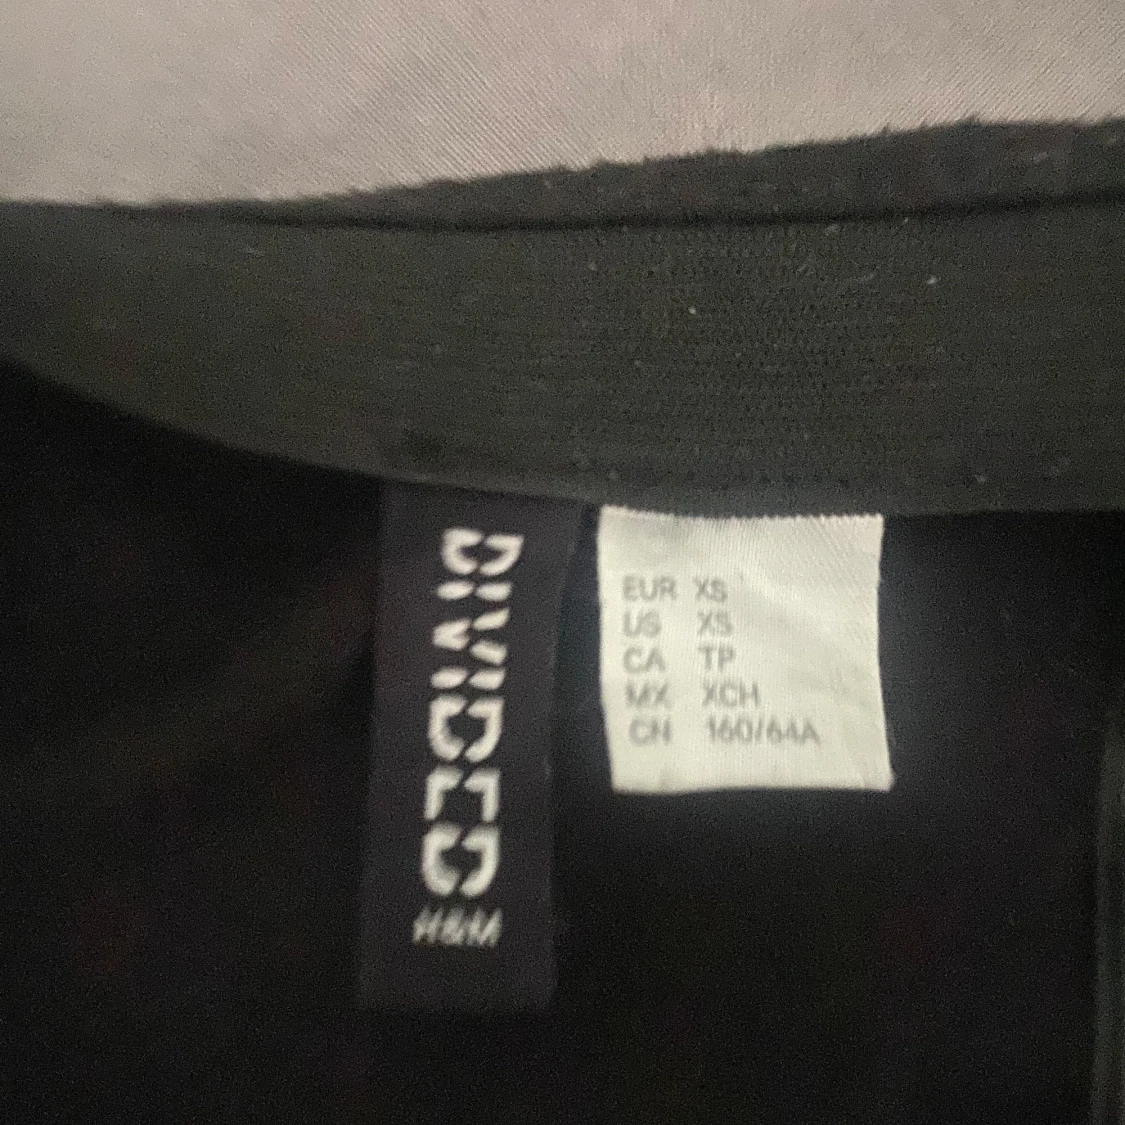 DIVIDED
H&M
EUR XS
US XS
CA TP
MX XCH
CN 160/64A